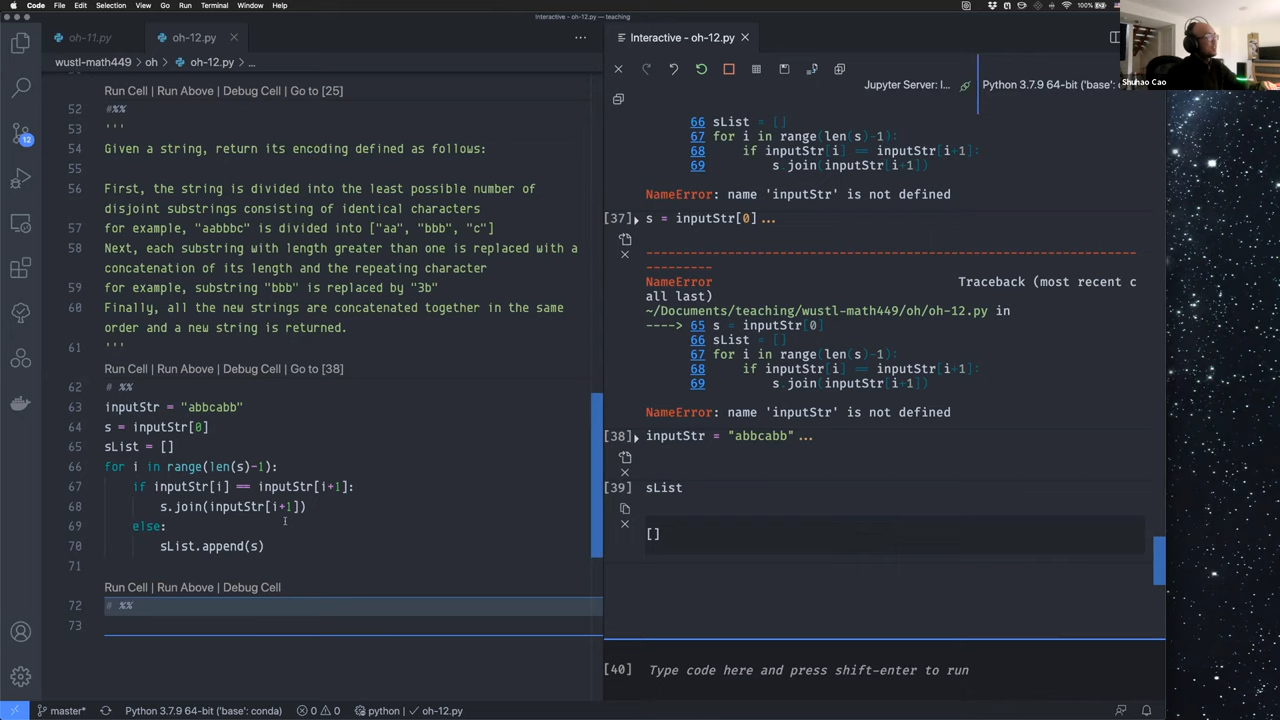 Code File Edit Selection View Go Run Terminal Window Help 100%
Interactive - oh-12.py — teaching
oh-11.py
oh-12.py
wustl-math449 > oh > oh-12.py > ...
Run Cell | Run Above | Debug Cell | Go to [25]
52 #%%
53 '''
54 Given a string, return its encoding defined as follows:
55
56 First, the string is divided into the least possible number of
disjoint substrings consisting of identical characters
57 for example, "aabbbc" is divided into ["aa", "bbb", "c"]
58 Next, each substring with length greater than one is replaced with a
concatenation of its length and the repeating character
59 for example, substring "bbb" is replaced by "3b"
60 Finally, all the new strings are concatenated together in the same
order and a new string is returned.
61 '''
Run Cell | Run Above | Debug Cell | Go to [38]
62 # %%
63 inputStr = "abbcabb"
64 s = inputStr[0]
65 sList = []
66 for i in range(len(s)-1):
67 if inputStr[i] == inputStr[i+1]:
68 s.join(inputStr[i+1])
69 else:
70 sList.append(s)
71
Run Cell | Run Above | Debug Cell
72 # %%
73
12
master* Python 3.7.9 64-bit ('base': conda) 0 0 python | ✓ oh-12.py
Interactive - oh-12.py
Jupyter Server: l...
Python 3.7.9 64-bit ('base':
Shuhao Cao
66 sList = []
67 for i in range(len(s)-1):
68 if inputStr[i] == inputStr[i+1]:
69 s.join(inputStr[i+1])
NameError: name 'inputStr' is not defined
[37] s = inputStr[0]...
NameError Traceback (most recent c
all last)
~/Documents/teaching/wustl-math449/oh/oh-12.py in
----> 65 s = inputStr[0]
66 sList = []
67 for i in range(len(s)-1):
68 if inputStr[i] == inputStr[i+1]:
69 s.join(inputStr[i+1])
NameError: name 'inputStr' is not defined
[38] inputStr = "abbcabb"...
[39] sList
[]
[40] Type code here and press shift-enter to run